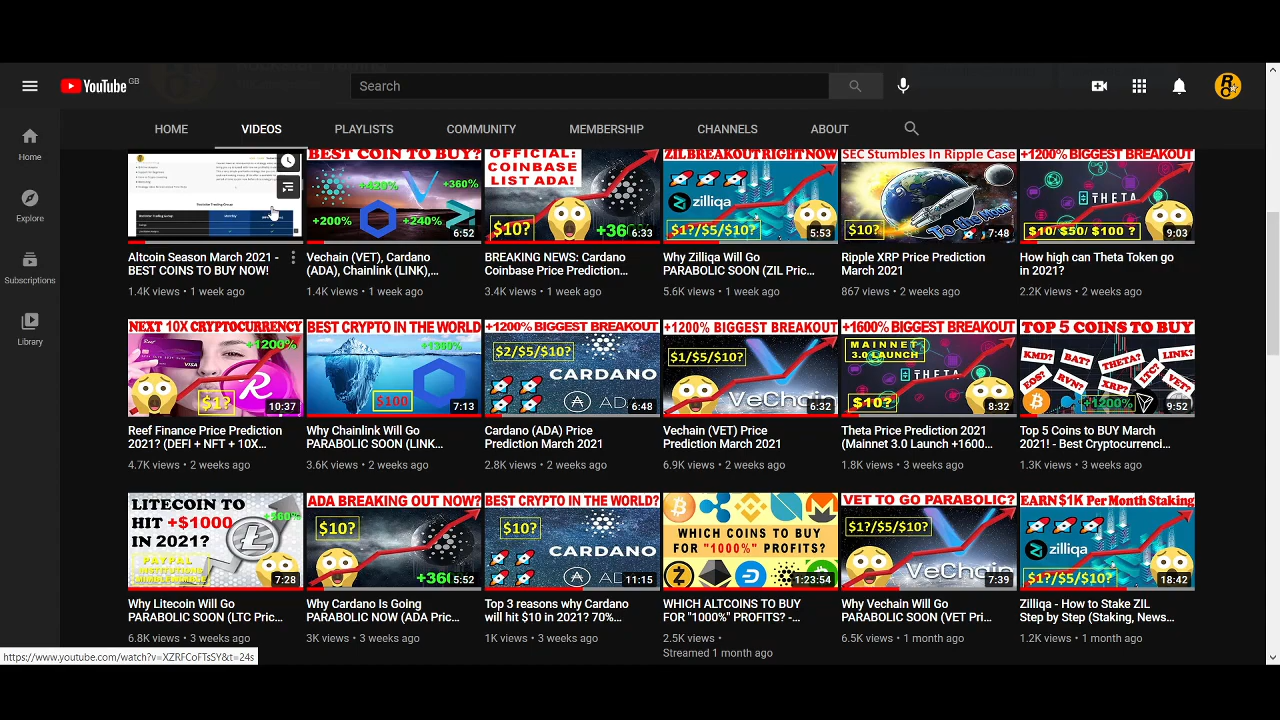 YouTube GB
Search
HOME VIDEOS PLAYLISTS COMMUNITY MEMBERSHIP CHANNELS ABOUT
Home
Explore
Subscriptions
Library
BEST COIN TO BUY?
+420% +360%
+200% +240%
6:52
OFFICIAL:
COINBASE
LIST ADA!
$10? +36
6:33
ZIL BREAKOUT RIGHT NOW
zilliqa
$1?/$5/$10?
5:53
SEC Stumbles in Ripple Case
To the
$10?
7:48
+1200% BIGGEST BREAKOUT
THETA
$10/ $50/ $100 ?
9:03
Altcoin Season March 2021 -
BEST COINS TO BUY NOW!
1.4K views • 1 week ago
Vechain (VET), Cardano
(ADA), Chainlink (LINK),...
1.4K views • 1 week ago
BREAKING NEWS: Cardano
Coinbase Price Prediction...
3.4K views • 1 week ago
Why Zilliqa Will Go
PARABOLIC SOON (ZIL Pric...
5.6K views • 1 week ago
Ripple XRP Price Prediction
March 2021
867 views • 2 weeks ago
How high can Theta Token go
in 2021?
2.2K views • 2 weeks ago
NEXT 10X CRYPTOCURRENCY
+1200%
VISA
$1?
10:37
BEST CRYPTO IN THE WORLD
+1360%
$100
7:13
+1200% BIGGEST BREAKOUT
$2/$5/$10?
CARDANO
AD
6:48
+1200% BIGGEST BREAKOUT
$1/$5/$10?
VeChain
6:32
+1600% BIGGEST BREAKOUT
MAINNET
3.0 LAUNCH
THETA
$10?
8:32
TOP 5 COINS TO BUY
KMD? BAT? THETA? LINK?
EOS? RVN? XRP? LTC? VET?
+1200%
9:52
Reef Finance Price Prediction
2021? (DEFI + NFT + 10X...
4.7K views • 2 weeks ago
Why Chainlink Will Go
PARABOLIC SOON (LINK...
3.6K views • 2 weeks ago
Cardano (ADA) Price
Prediction March 2021
2.8K views • 2 weeks ago
Vechain (VET) Price
Prediction March 2021
6.9K views • 2 weeks ago
Theta Price Prediction 2021
(Mainnet 3.0 Launch +1600...
1.8K views • 3 weeks ago
Top 5 Coins to BUY March
2021! - Best Cryptocurrenci...
1.3K views • 3 weeks ago
LITECOIN TO
HIT +$1000
IN 2021?
+360%
PAYPAL
INSTITUTIONS
7:28
ADA BREAKING OUT NOW?
$10?
+36
5:52
BEST CRYPTO IN THE WORLD?
$10?
CARDANO
AD
11:15
WHICH COINS TO BUY
FOR "1000%" PROFITS?
1:23:54
VET TO GO PARABOLIC?
$1?/$5/$10?
VeChain
7:39
EARN $1K Per Month Staking
zilliqa
$1?/$5/$10?
18:42
Why Litecoin Will Go
PARABOLIC SOON (LTC Pric...
6.8K views • 3 weeks ago
Why Cardano Is Going
PARABOLIC NOW (ADA Pric...
3K views • 3 weeks ago
Top 3 reasons why Cardano
will hit $10 in 2021? 70%...
1K views • 3 weeks ago
WHICH ALTCOINS TO BUY
FOR "1000%" PROFITS? -...
2.5K views •
Streamed 1 month ago
Why Vechain Will Go
PARABOLIC SOON (VET Pri...
6.5K views • 1 month ago
Zilliqa - How to Stake ZIL
Step by Step (Staking, News...
1.2K views • 1 month ago
https://www.youtube.com/watch?v=XZRFCoFTsSY&t=24s